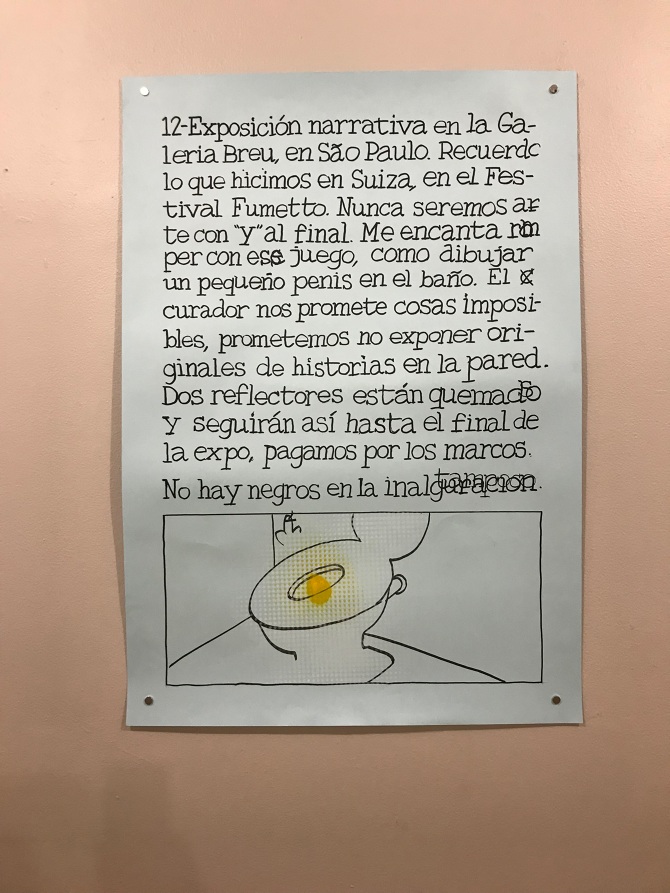 12-Exposición narrativa en la Ga-
leria Breu, en São Paulo. Recuerdo
lo que hicimos en Suiza, en el Fes-
tival Fumetto. Nunca seremos ar-
te con "y" al final. Me encanta rom
per con ese juego, como dibujar
un pequeño penis en el baño. El
curador nos promete cosas imposi-
bles, prometemos no exponer ori-
ginales de historias en la pared.
Dos reflectores están quemados
y seguirán así hasta el final de
la expo, pagamos por los marcos.
No hay negros en la inalguracion tampoco.